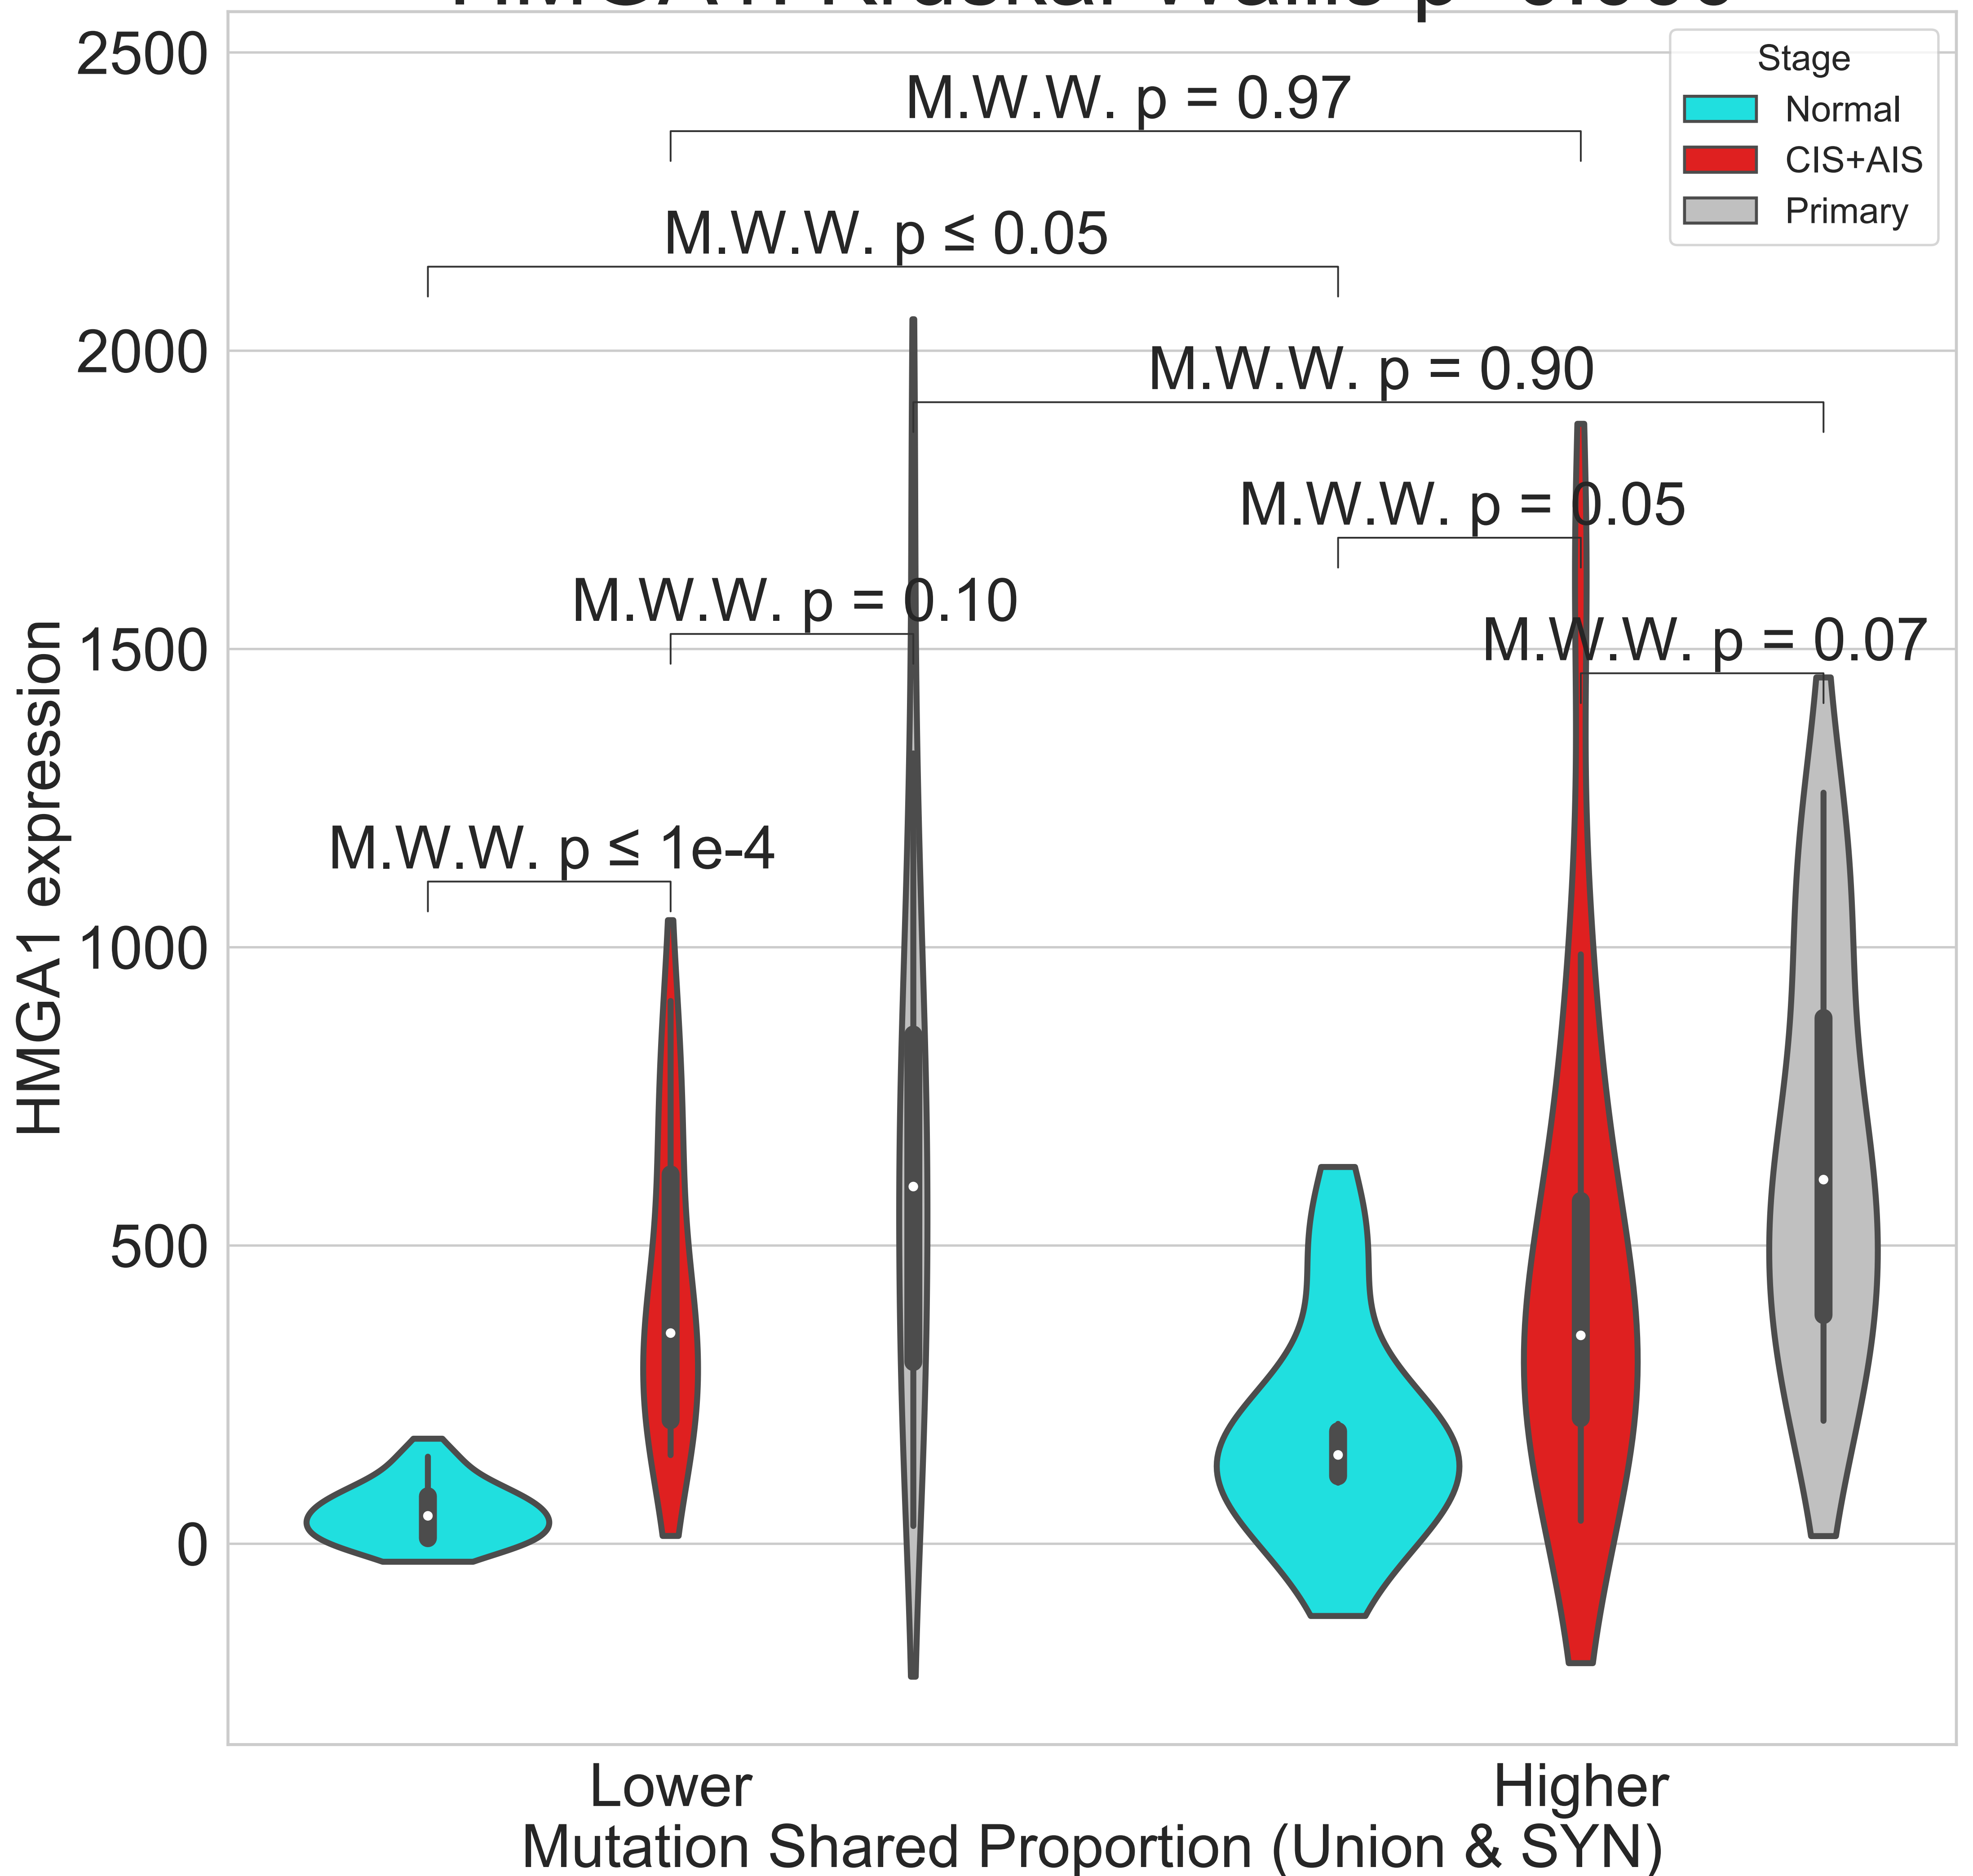 2500
2000
1500
1000
500
0
HMGA1 expression
Stage
Normal
CIS+AIS
Primary
M.W.W. p = 0.97
M.W.W. p ≤ 0.05
M.W.W. p = 0.90
M.W.W. p = 0.05
M.W.W. p = 0.10
M.W.W. p = 0.07
M.W.W. p ≤ 1e-4
Lower
Higher
Mutation Shared Proportion (Union & SYN)